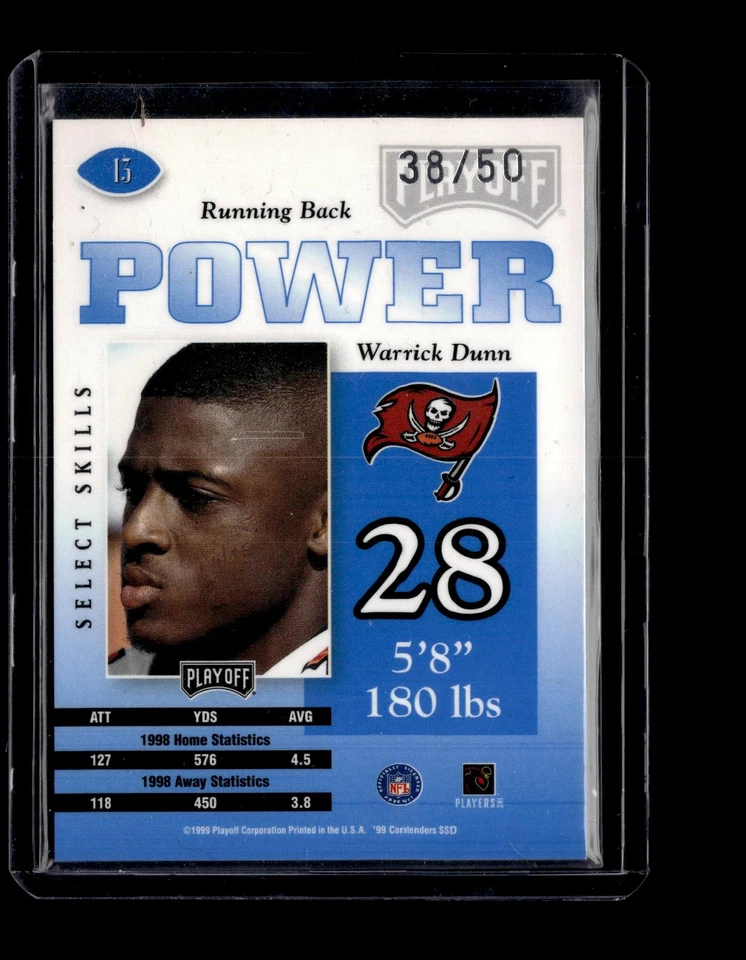 13
38/50
PLAYOFF
Running Back
POWER
Warrick Dunn
SELECT SKILLS
28
5'8"
180 lbs
PLAYOFF
ATT YDS AVG
1998 Home Statistics
127 576 4.5
1998 Away Statistics
118 450 3.8
NFL
PLAYERS INC
©1999 Playoff Corporation Printed in the U.S.A. '99 Contenders SSD